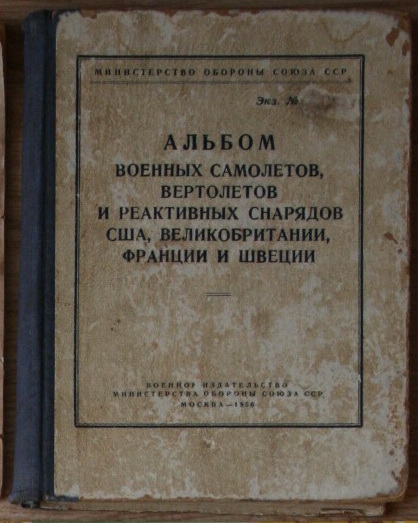 МИНИСТЕРСТВО ОБОРОНЫ СОЮЗА ССР
Экз. №
АЛЬБОМ
ВОЕННЫХ САМОЛЕТОВ,
ВЕРТОЛЕТОВ
И РЕАКТИВНЫХ СНАРЯДОВ
США, ВЕЛИКОБРИТАНИИ,
ФРАНЦИИ И ШВЕЦИИ
ВОЕННОЕ ИЗДАТЕЛЬСТВО
МИНИСТЕРСТВА ОБОРОНЫ СОЮЗА ССР
МОСКВА—1956